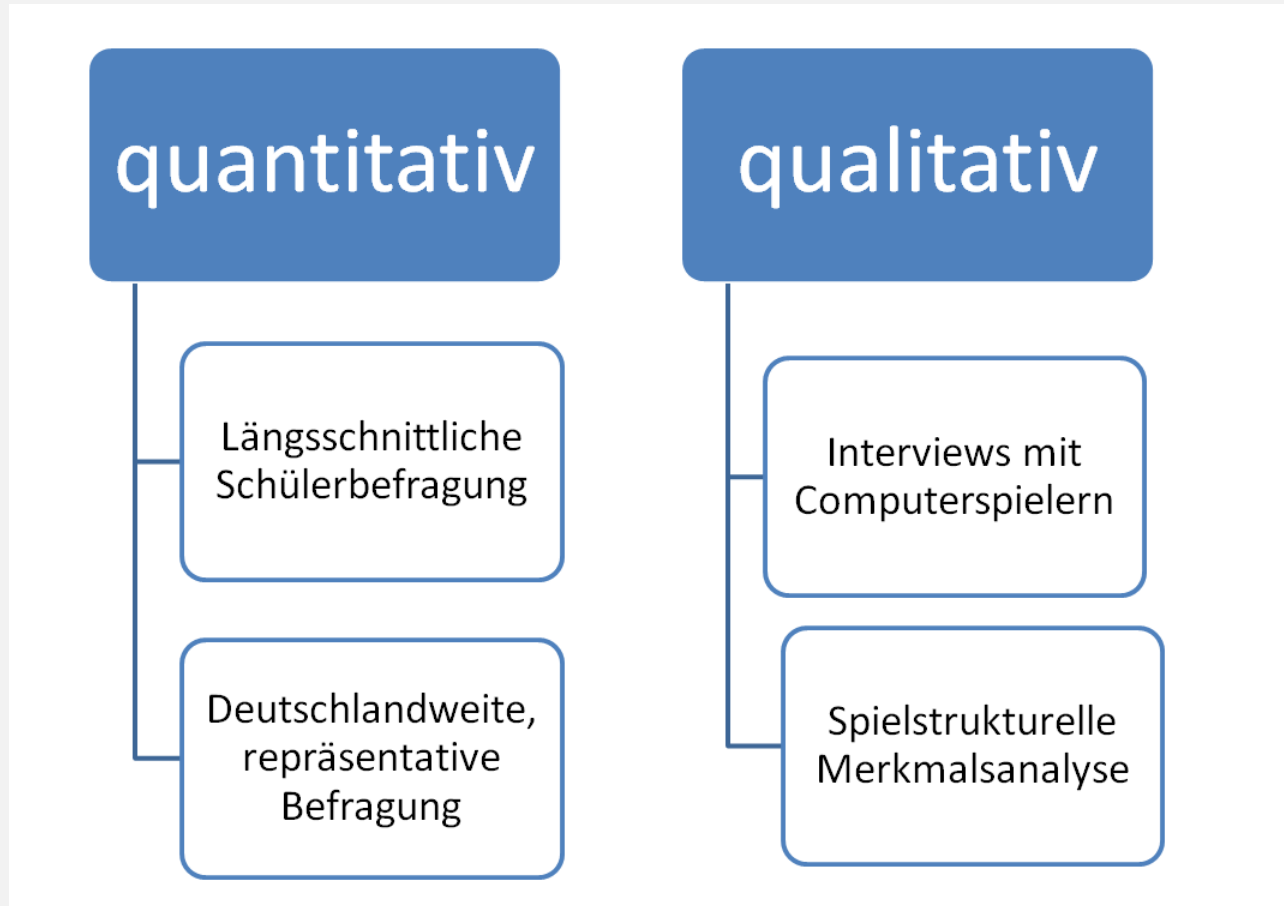 quantitativ
Längsschnittliche
Schülerbefragung
Deutschlandweite,
repräsentative
Befragung
qualitativ
Interviews mit
Computerspielern
Spielstrukturelle
Merkmalsanalyse